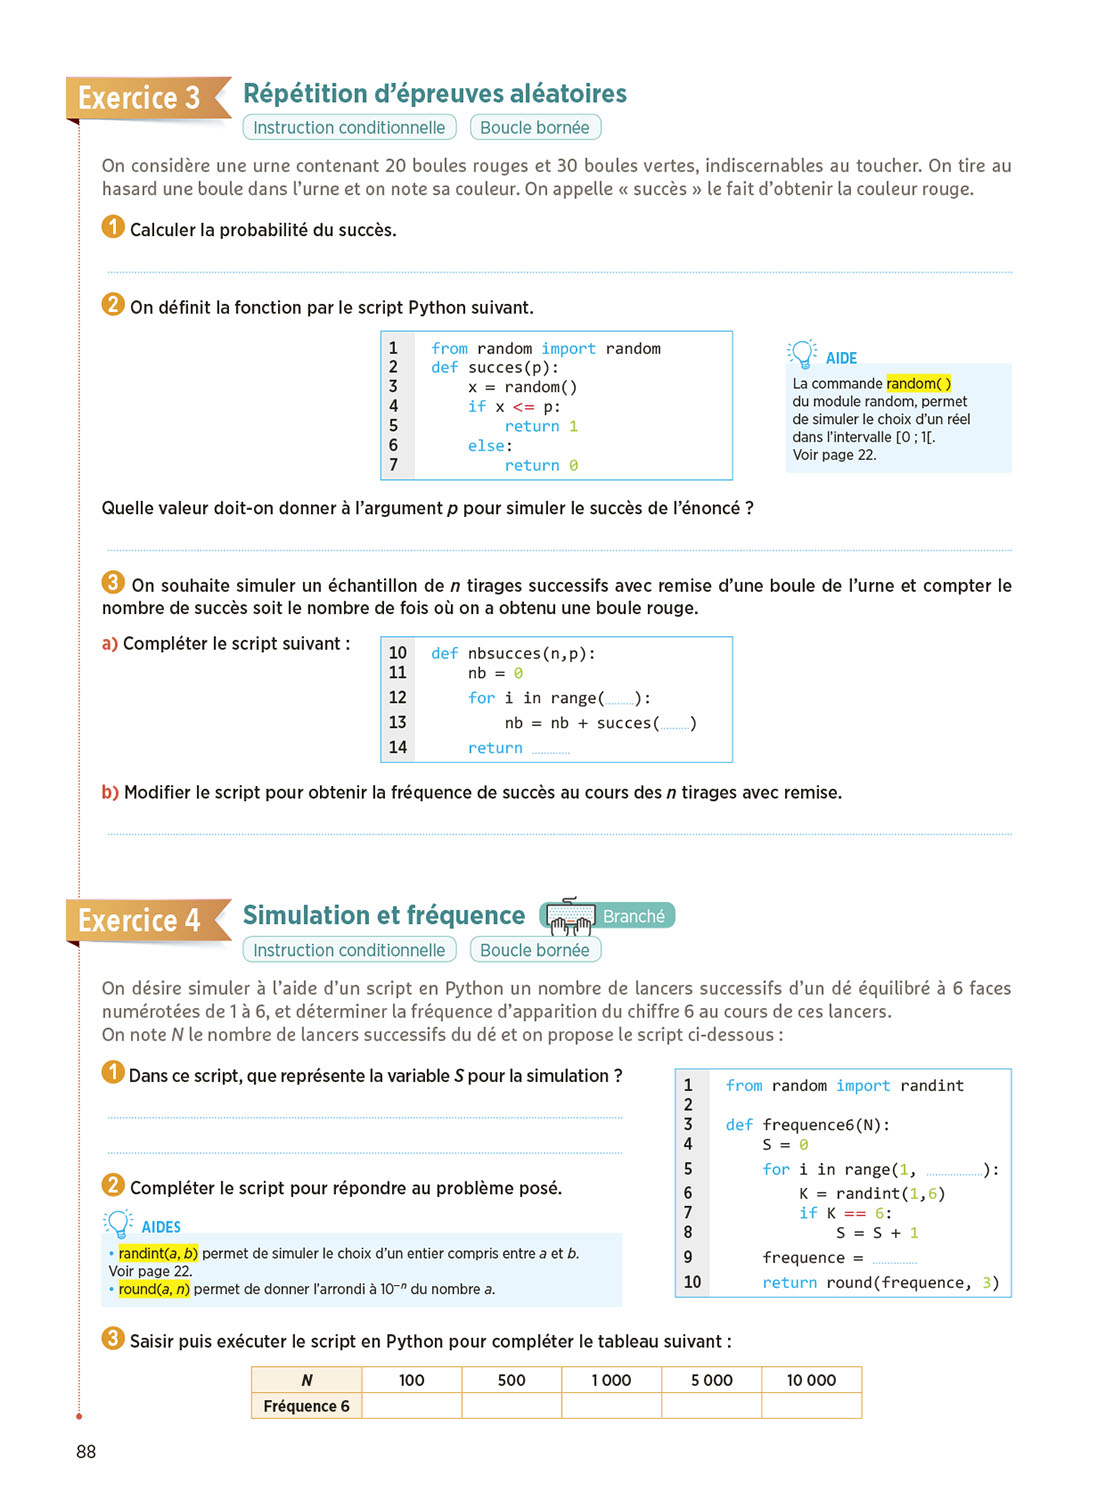 Exercice 3
Répétition d'épreuves aléatoires
Instruction conditionnelle
Boucle bornée
On considère une urne contenant 20 boules rouges et 30 boules vertes, indiscernables au toucher. On tire au
hasard une boule dans l'urne et on note sa couleur. On appelle « succès » le fait d'obtenir la couleur rouge.
1 Calculer la probabilité du succès.
2 On définit la fonction par le script Python suivant.
1 from random import random
2 def succes(p):
3 x = random()
4 if x <= p:
5 return 1
6 else:
7 return 0
AIDE
La commande random( )
du module random, permet
de simuler le choix d'un réel
dans l'intervalle [0 ; 1[.
Voir page 22.
Quelle valeur doit-on donner à l'argument p pour simuler le succès de l'énoncé ?
3 On souhaite simuler un échantillon de n tirages successifs avec remise d'une boule de l'urne et compter le
nombre de succès soit le nombre de fois où on a obtenu une boule rouge.
a) Compléter le script suivant :
10 def nbsucces(n,p):
11 nb = 0
12 for i in range(........):
13 nb = nb + succes(........)
14 return ...........
b) Modifier le script pour obtenir la fréquence de succès au cours des n tirages avec remise.
Exercice 4
Simulation et fréquence
Branché
Instruction conditionnelle
Boucle bornée
On désire simuler à l'aide d'un script en Python un nombre de lancers successifs d'un dé équilibré à 6 faces
numérotées de 1 à 6, et déterminer la fréquence d'apparition du chiffre 6 au cours de ces lancers.
On note N le nombre de lancers successifs du dé et on propose le script ci-dessous :
1 Dans ce script, que représente la variable S pour la simulation ?
2 Compléter le script pour répondre au problème posé.
AIDES
• randint(a, b) permet de simuler le choix d'un entier compris entre a et b.
Voir page 22.
• round(a, n) permet de donner l'arrondi à 10⁻ⁿ du nombre a.
1 from random import randint
2
3 def frequence6(N):
4 S = 0
5 for i in range(1, ................):
6 K = randint(1,6)
7 if K == 6:
8 S = S + 1
9 frequence = .............
10 return round(frequence, 3)
3 Saisir puis exécuter le script en Python pour compléter le tableau suivant :
N 100 500 1 000 5 000 10 000
Fréquence 6
88